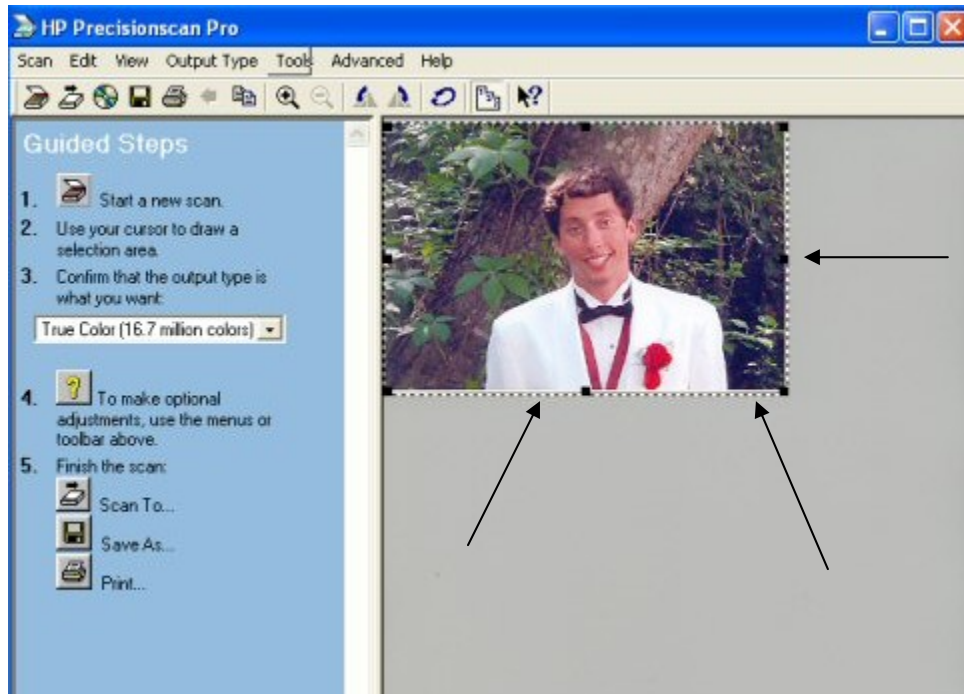 HP Precisionscan Pro
Scan Edit View Output Type Tools Advanced Help
Guided Steps
1. Start a new scan.
2. Use your cursor to draw a
selection area.
3. Confirm that the output type is
what you want:
True Color (16.7 million colors)
4. To make optional
adjustments, use the menus or
toolbar above.
5. Finish the scan:
Scan To...
Save As...
Print...